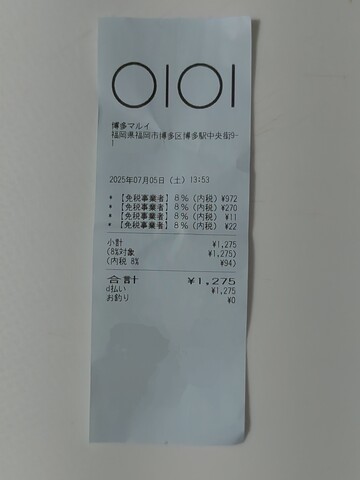 OIOI
博多マルイ
福岡県福岡市博多区博多駅中央街9-
1
2025年07月05日(土) 13:53
* 【免税事業者】 8%(内税) ¥972
* 【免税事業者】 8%(内税) ¥270
* 【免税事業者】 8%(内税) ¥11
* 【免税事業者】 8%(内税) ¥22
小計 ¥1,275
(8%対象 ¥1,275)
(内税 8% ¥94)
合計 ¥1,275
d払い ¥1,275
お釣り ¥0